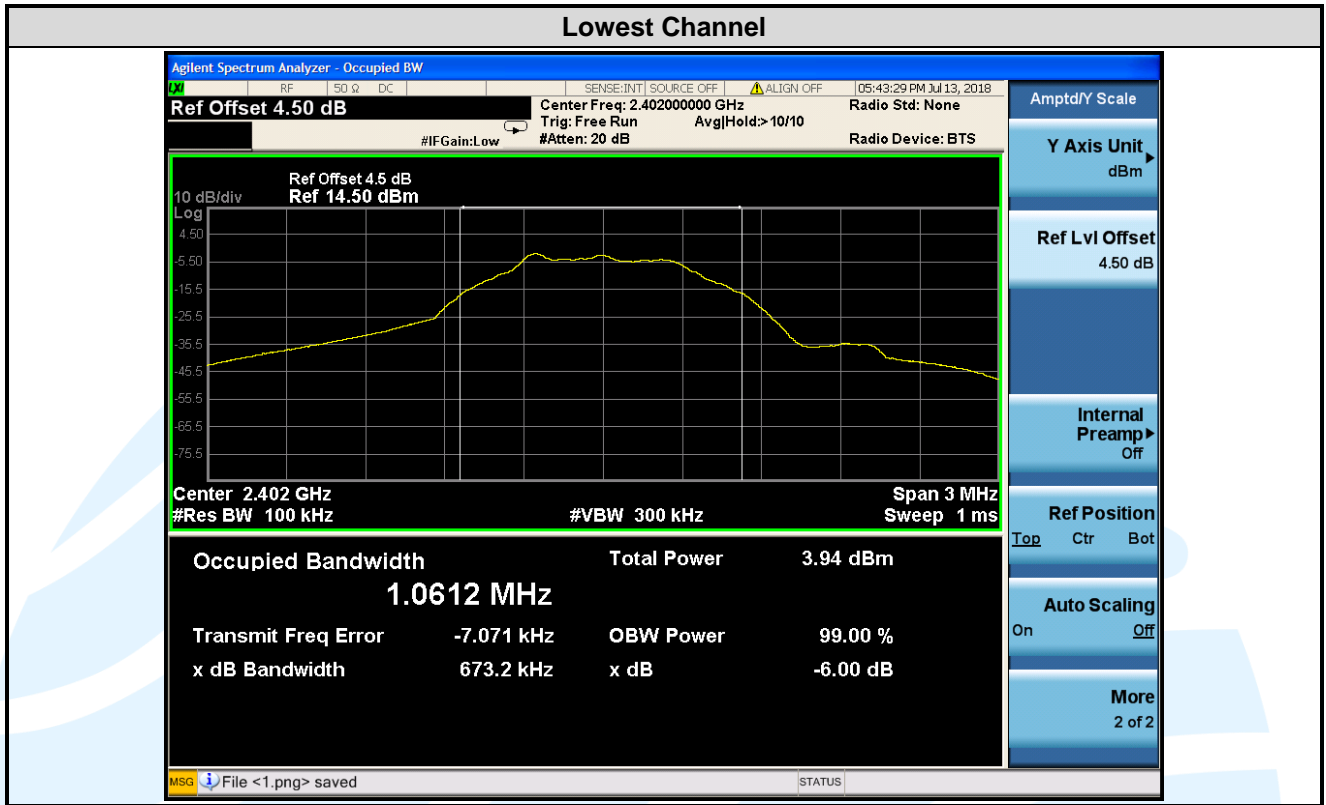 Lowest Channel
Agilent Spectrum Analyzer - Occupied BW
LXI RF 50 Ω DC SENSE:INT SOURCE OFF ALIGN OFF 05:43:29 PM Jul 13, 2018
Ref Offset 4.50 dB
Center Freq: 2.402000000 GHz
Radio Std: None
Trig: Free Run Avg|Hold:>10/10
#IFGain:Low
#Atten: 20 dB
Radio Device: BTS
Ref Offset 4.5 dB
10 dB/div Ref 14.50 dBm
Log
4.50
-5.50
-15.5
-25.5
-35.5
-45.5
-55.5
-65.5
-75.5
Center 2.402 GHz Span 3 MHz
#Res BW 100 kHz #VBW 300 kHz Sweep 1 ms
Occupied Bandwidth Total Power 3.94 dBm
1.0612 MHz
Transmit Freq Error -7.071 kHz OBW Power 99.00 %
x dB Bandwidth 673.2 kHz x dB -6.00 dB
Amptd/Y Scale
Y Axis Unit
dBm
Ref Lvl Offset
4.50 dB
Internal
Preamp
Off
Ref Position
Top Ctr Bot
Auto Scaling
On Off
More
2 of 2
MSG File <1.png> saved STATUS